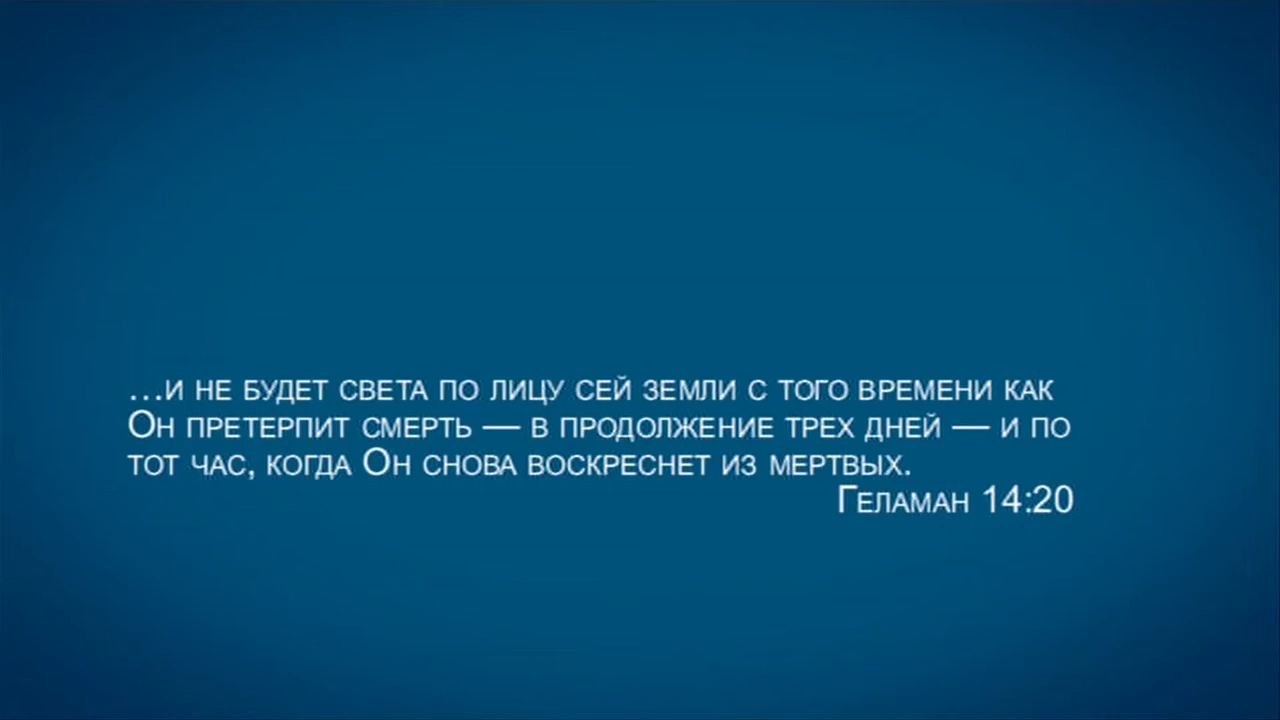 …и не будет света по лицу сей земли с того времени как
Он претерпит смерть — в продолжение трех дней — и по
тот час, когда Он снова воскреснет из мертвых.
Геламан 14:20